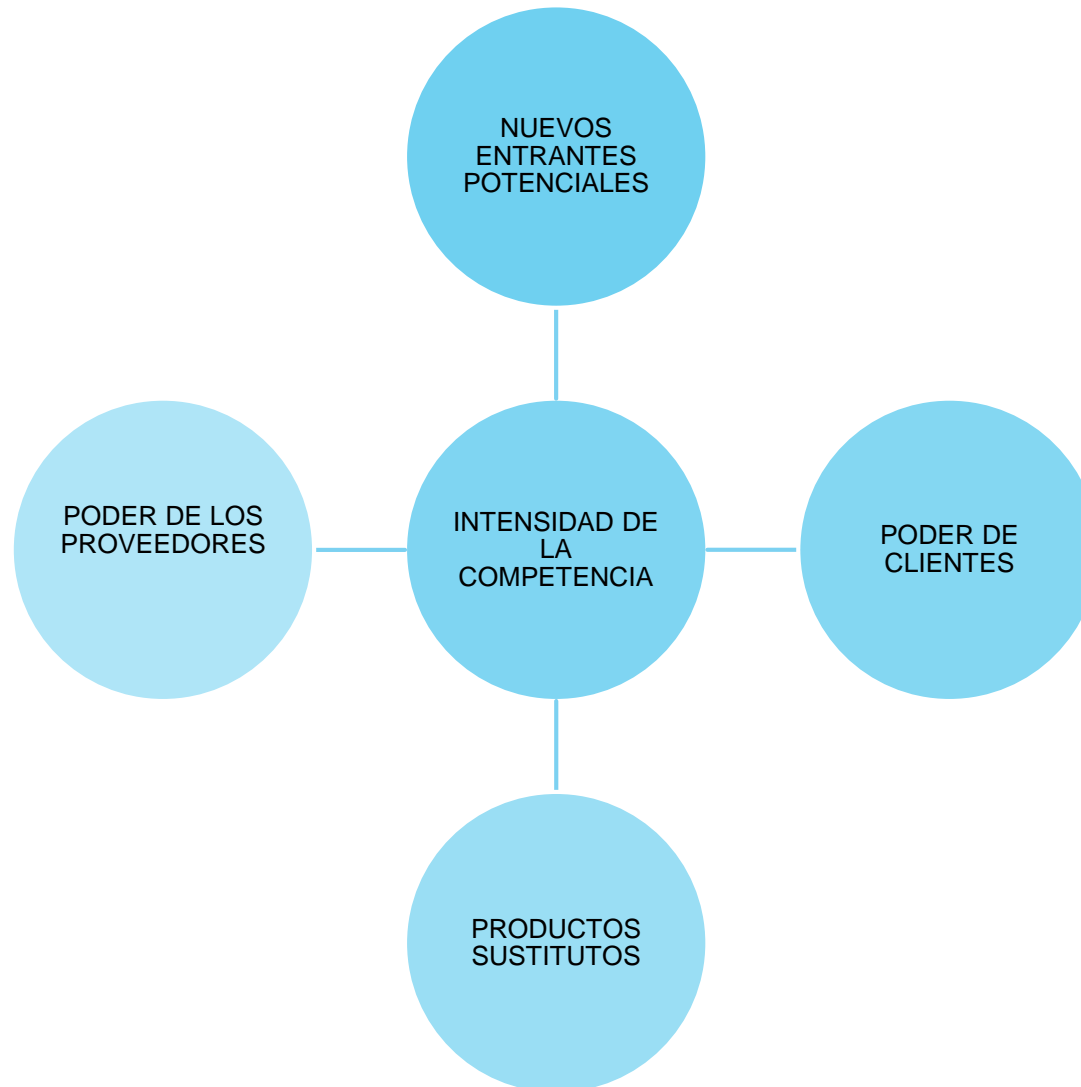 NUEVOS
ENTRANTES
POTENCIALES
PODER DE LOS
PROVEEDORES
INTENSIDAD DE
LA
COMPETENCIA
PODER DE
CLIENTES
PRODUCTOS
SUSTITUTOS